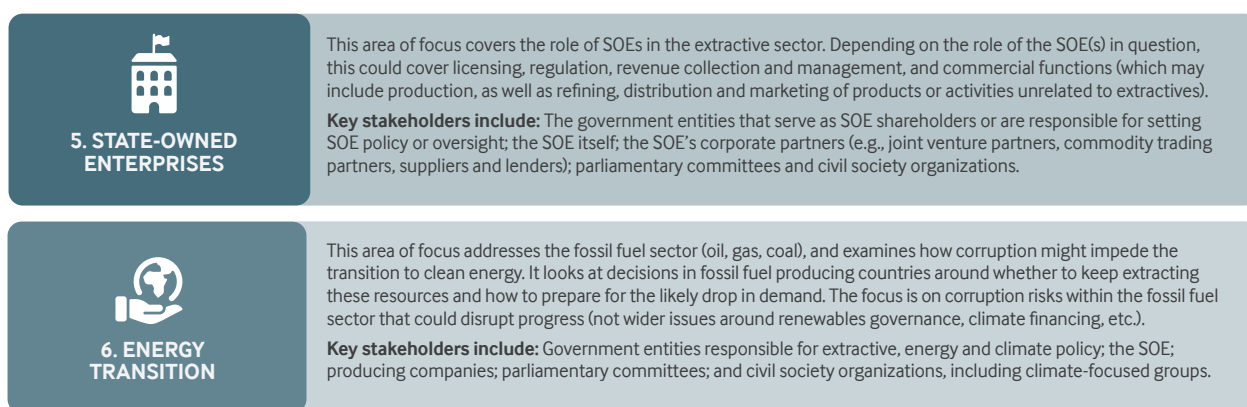 5. STATE-OWNED
ENTERPRISES
This area of focus covers the role of SOEs in the extractive sector. Depending on the role of the SOE(s) in question,
this could cover licensing, regulation, revenue collection and management, and commercial functions (which may
include production, as well as refining, distribution and marketing of products or activities unrelated to extractives).
Key stakeholders include: The government entities that serve as SOE shareholders or are responsible for setting
SOE policy or oversight; the SOE itself; the SOE's corporate partners (e.g., joint venture partners, commodity trading
partners, suppliers and lenders); parliamentary committees and civil society organizations.
6. ENERGY
TRANSITION
This area of focus addresses the fossil fuel sector (oil, gas, coal), and examines how corruption might impede the
transition to clean energy. It looks at decisions in fossil fuel producing countries around whether to keep extracting
these resources and how to prepare for the likely drop in demand. The focus is on corruption risks within the fossil fuel
sector that could disrupt progress (not wider issues around renewables governance, climate financing, etc.).
Key stakeholders include: Government entities responsible for extractive, energy and climate policy; the SOE;
producing companies; parliamentary committees; and civil society organizations, including climate-focused groups.